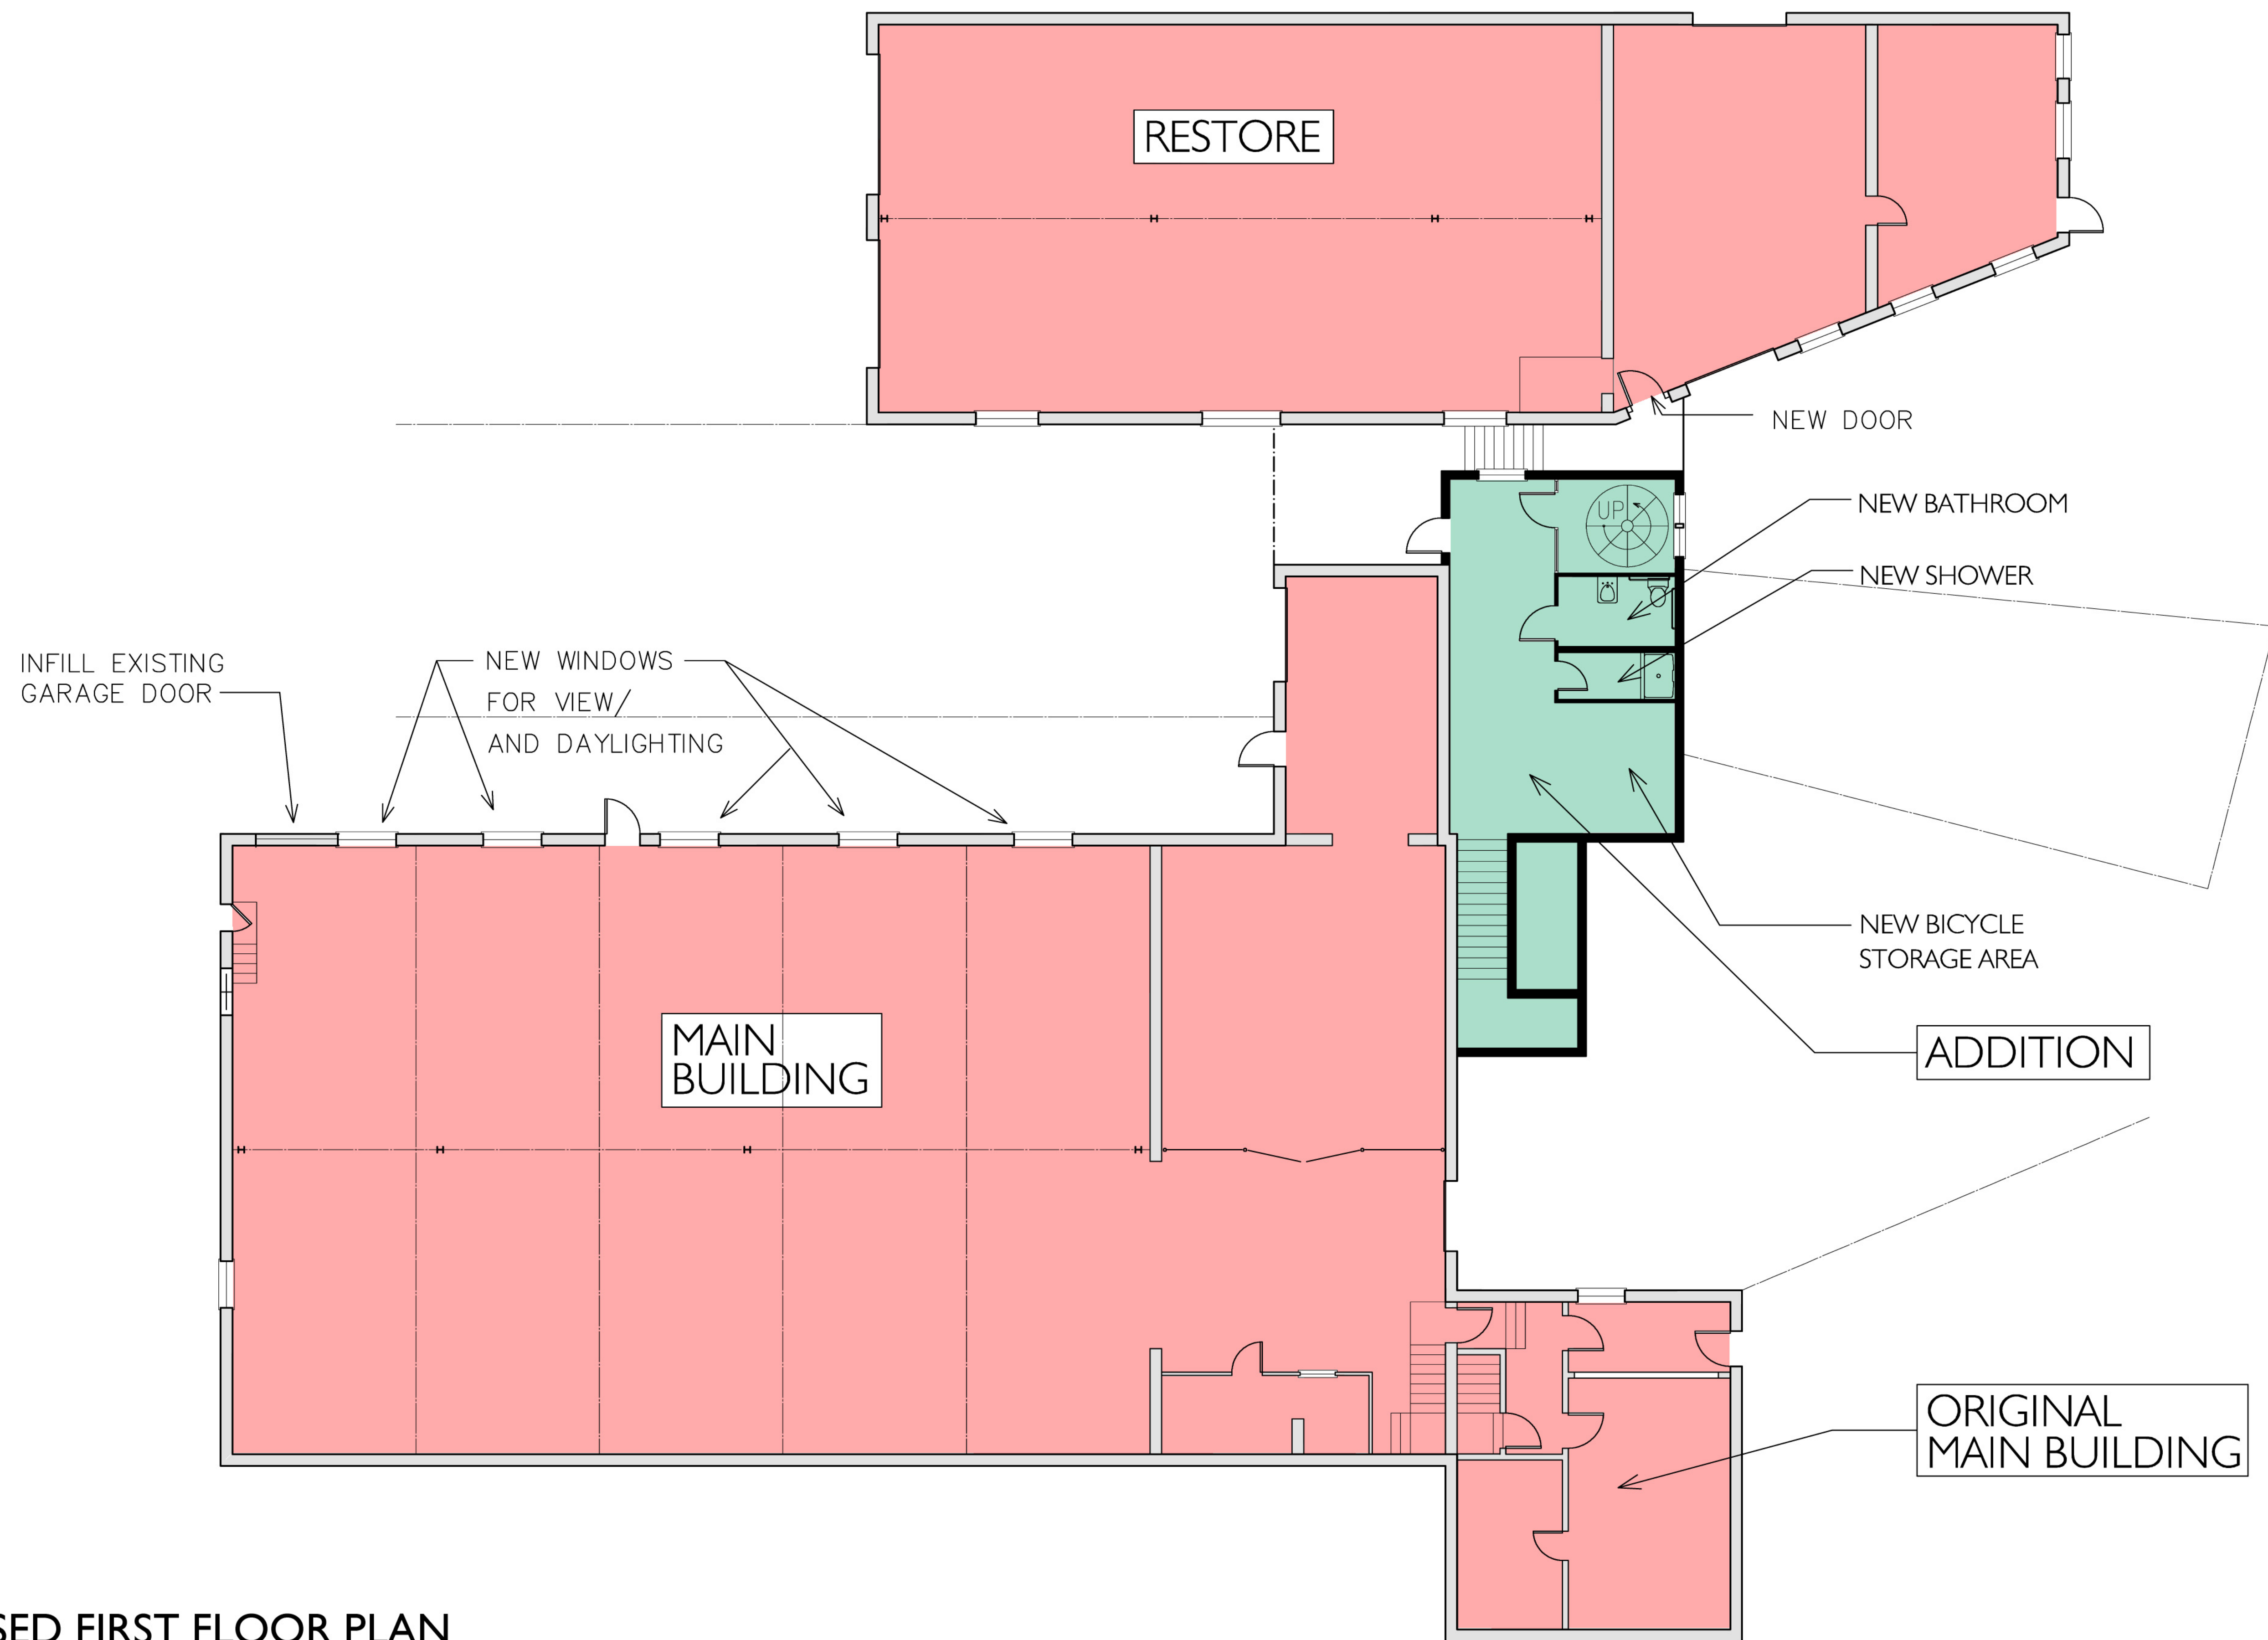 RESTORE
NEW DOOR
UP
NEW BATHROOM
NEW SHOWER
INFILL EXISTING
GARAGE DOOR
NEW WINDOWS
FOR VIEW/
AND DAYLIGHTING
NEW BICYCLE
STORAGE AREA
MAIN
BUILDING
ADDITION
ORIGINAL
MAIN BUILDING
FIRST FLOOR PLAN